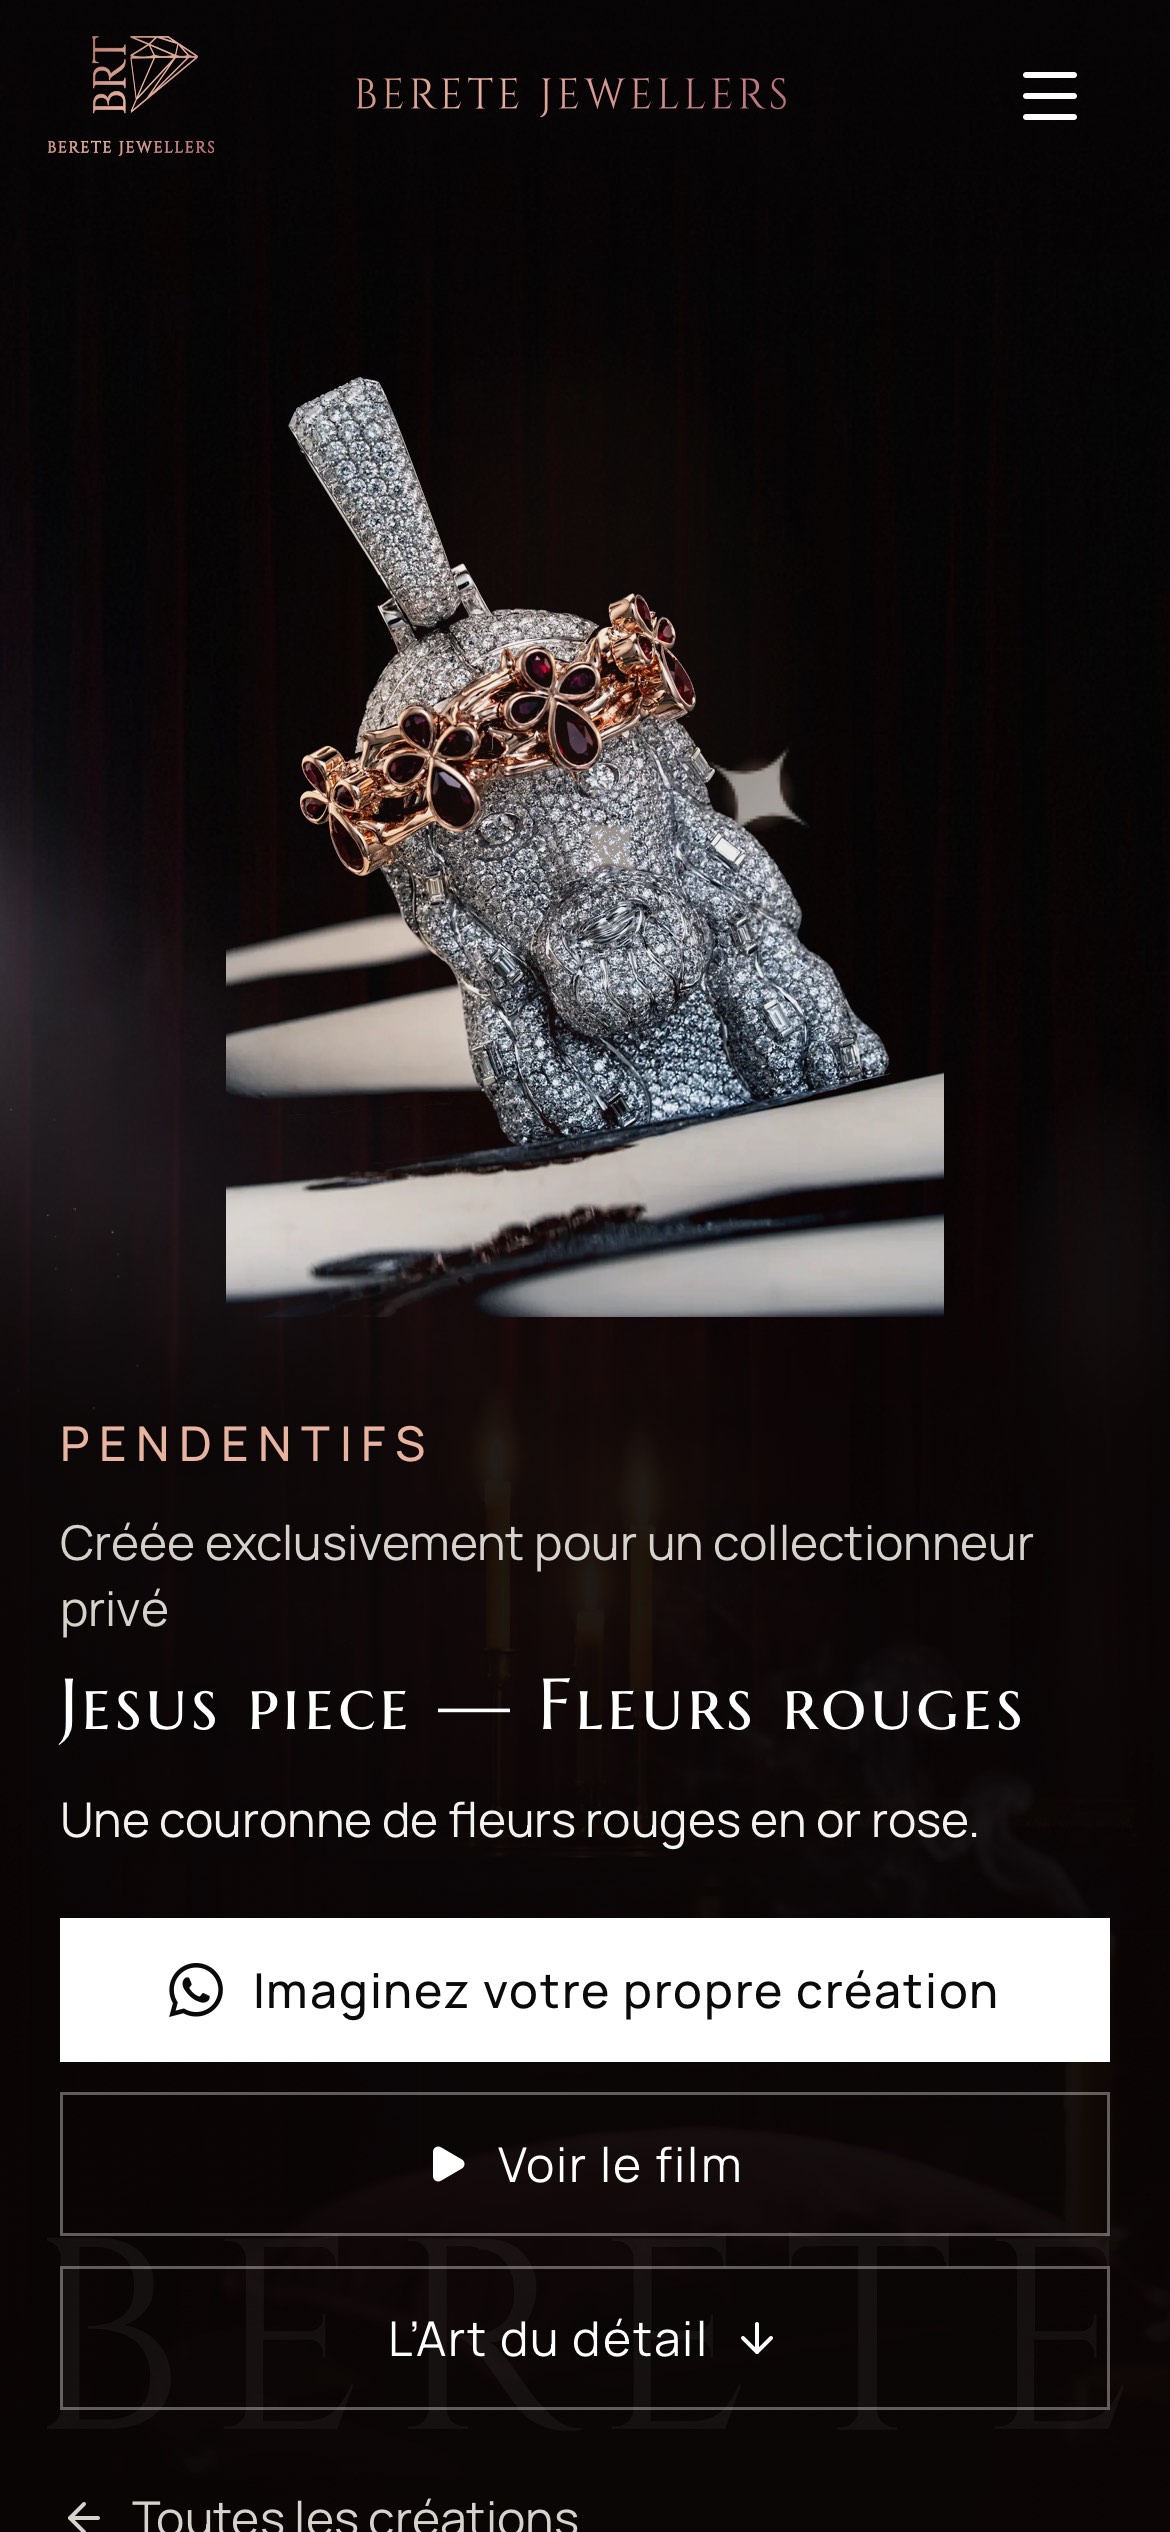 BRT
BERETE JEWELLERS
BERETE JEWELLERS
PENDENTIFS
Créée exclusivement pour un collectionneur
privé
Jesus piece — Fleurs rouges
Une couronne de fleurs rouges en or rose.
Imaginez votre propre création
Voir le film
BERETE
L’Art du détail ↓
← Toutes les créations